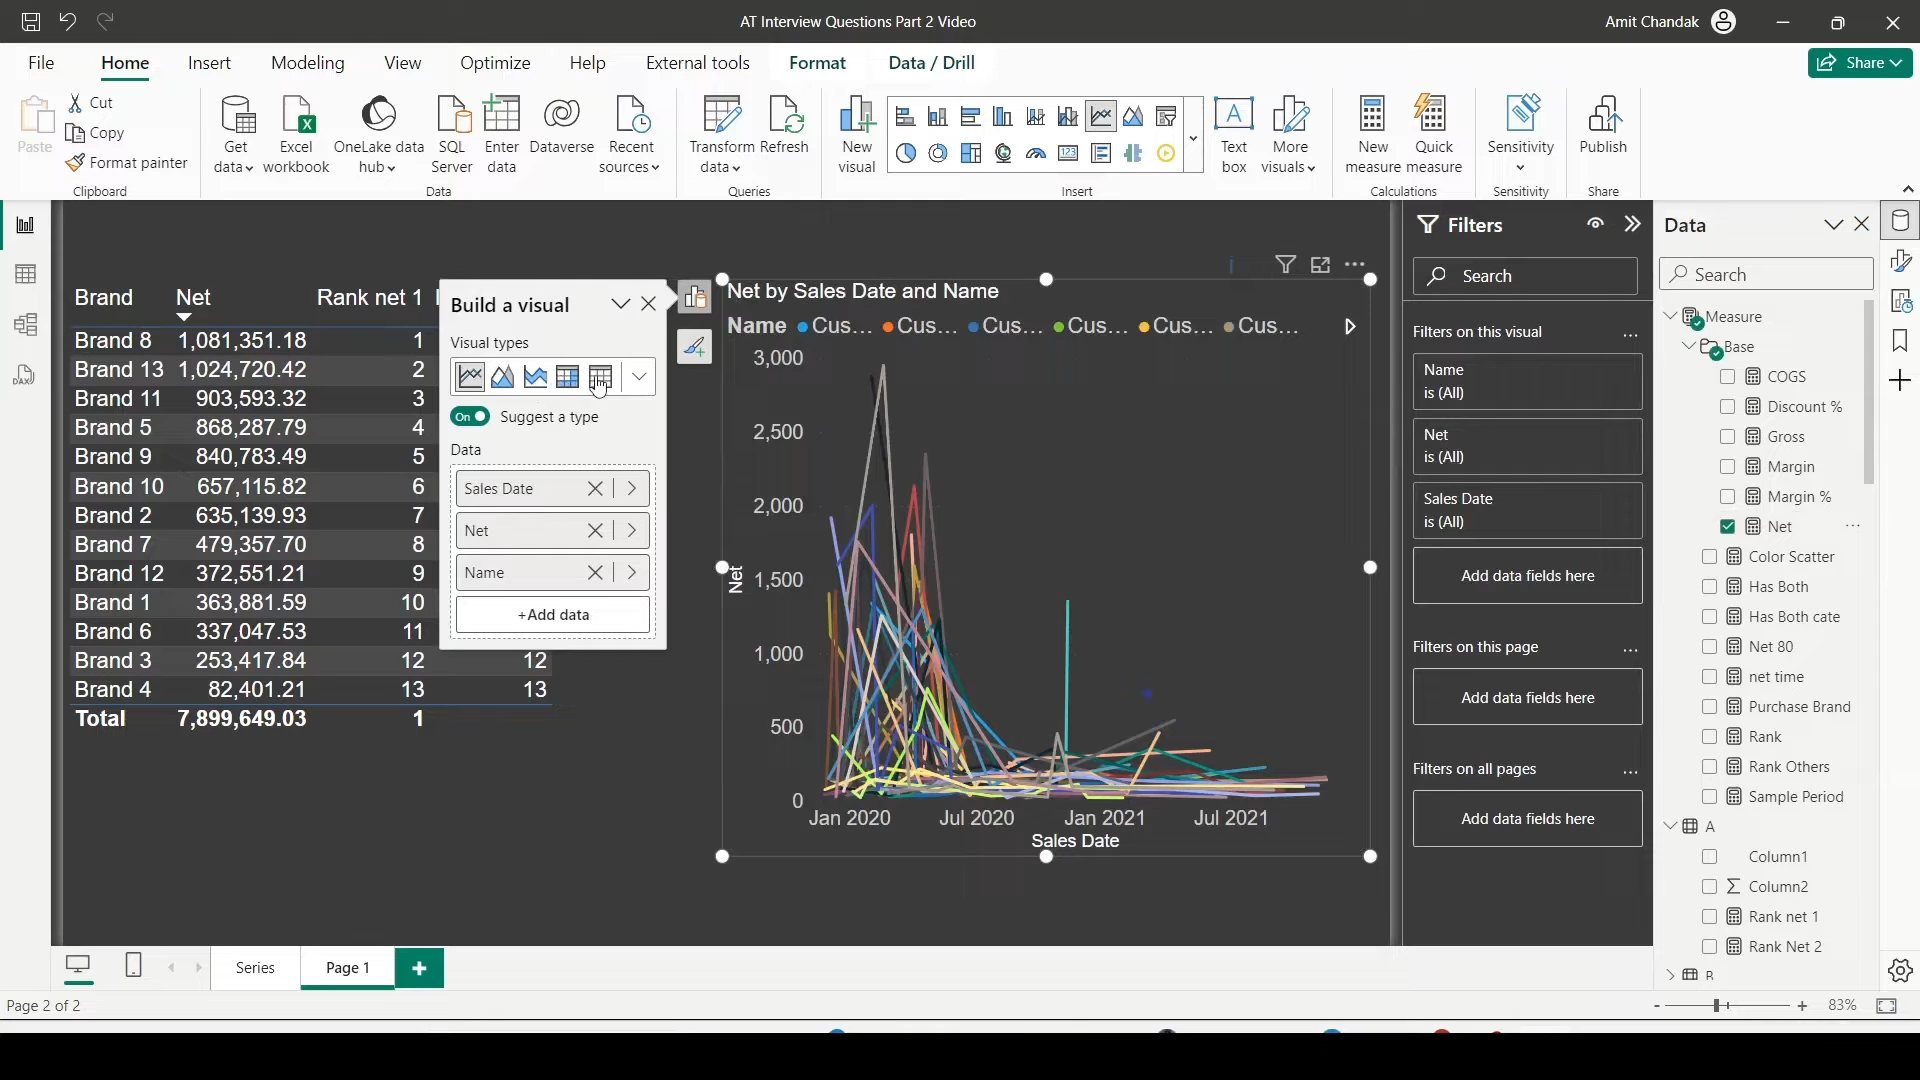 AT Interview Questions Part 2 Video
Amit Chandak
File Home Insert Modeling View Optimize Help External tools Format Data / Drill
Share
Paste
Cut
Copy
Format painter
Clipboard
Get data
Excel workbook
OneLake data hub
SQL Server
Enter data
Dataverse
Recent sources
Data
Transform data
Refresh
Queries
New visual
123
A
Text box
More visuals
Insert
New measure
Quick measure
Calculations
Sensitivity
Sensitivity
Publish
Share
DAX
Brand Net Rank net 1
Brand 8 1,081,351.18 1
Brand 13 1,024,720.42 2
Brand 11 903,593.32 3
Brand 5 868,287.79 4
Brand 9 840,783.49 5
Brand 10 657,115.82 6
Brand 2 635,139.93 7
Brand 7 479,357.70 8
Brand 12 372,551.21 9
Brand 1 363,881.59 10
Brand 6 337,047.53 11
Brand 3 253,417.84 12 12
Brand 4 82,401.21 13 13
Total 7,899,649.03 1
Build a visual
Visual types
On Suggest a type
Data
Sales Date
Net
Name
+Add data
Net by Sales Date and Name
Name Cus... Cus... Cus... Cus... Cus... Cus...
3,000
2,500
2,000
1,500
1,000
500
0
Net
Jan 2020 Jul 2020 Jan 2021 Jul 2021
Sales Date
Filters
Search
Filters on this visual ...
Name
is (All)
Net
is (All)
Sales Date
is (All)
Add data fields here
Filters on this page ...
Add data fields here
Filters on all pages ...
Add data fields here
Data
Search
Measure
Base
COGS
Discount %
Gross
Margin
Margin %
Net ...
Color Scatter
Has Both
Has Both cate
Net 80
net time
Purchase Brand
Rank
Rank Others
Sample Period
A
Column1
Σ Column2
Rank net 1
Rank Net 2
Series Page 1 +
Page 2 of 2
- + 83%